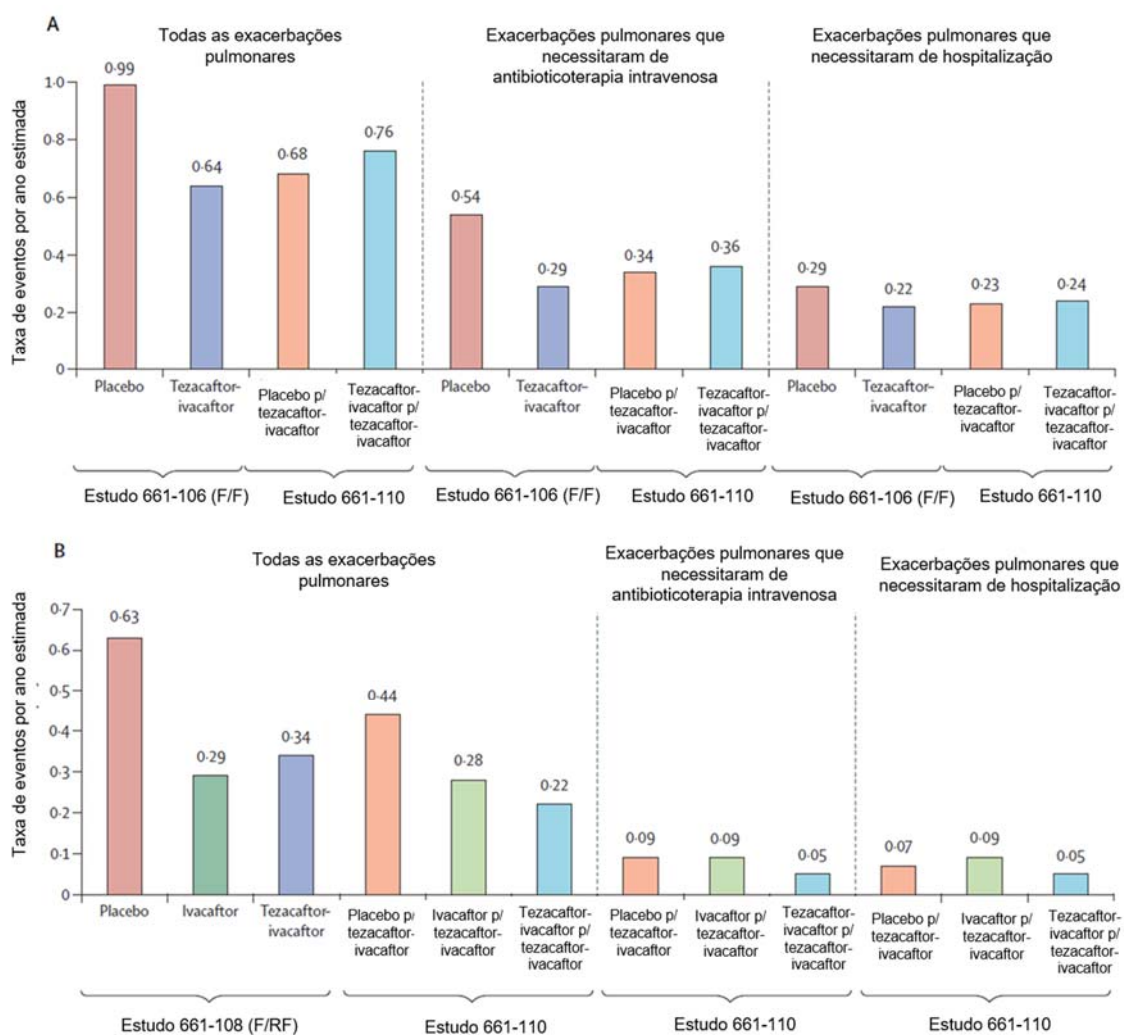 A
Todas as exacerbações
pulmonares
Exacerbações pulmonares que
necessitaram de
antibioticoterapia intravenosa
Exacerbações pulmonares que
necessitaram de hospitalização
Taxa de eventos por ano estimada
1·0
0·8
0·6
0·4
0·2
0
0·99
0·64
0·68
0·76
0·54
0·29
0·34
0·36
0·29
0·22
0·23
0·24
Placebo
Tezacaftor-
ivacaftor
Placebo p/
tezacaftor-
ivacaftor
Tezacaftor-
ivacaftor p/
tezacaftor-
ivacaftor
Placebo
Tezacaftor-
ivacaftor
Placebo p/
tezacaftor-
ivacaftor
Tezacaftor-
ivacaftor p/
tezacaftor-
ivacaftor
Placebo
Tezacaftor-
ivacaftor
Placebo p/
tezacaftor-
ivacaftor
Tezacaftor-
ivacaftor p/
tezacaftor-
ivacaftor
Estudo 661-106 (F/F)
Estudo 661-110
Estudo 661-106 (F/F)
Estudo 661-110
Estudo 661-106 (F/F)
Estudo 661-110
B
Todas as exacerbações
pulmonares
Exacerbações pulmonares que
necessitaram de
antibioticoterapia intravenosa
Exacerbações pulmonares que
necessitaram de hospitalização
Taxa de eventos por ano estimada
0·7
0·6
0·5
0·4
0·3
0·2
0·1
0
0·63
0·29
0·34
0·44
0·28
0·22
0·09
0·09
0·05
0·07
0·09
0·05
Placebo
Ivacaftor
Tezacaftor-
ivacaftor
Placebo p/
tezacaftor-
ivacaftor
Ivacaftor p/
tezacaftor-
ivacaftor
Tezacaftor-
ivacaftor p/
tezacaftor-
ivacaftor
Placebo p/
tezacaftor-
ivacaftor
Ivacaftor p/
tezacaftor-
ivacaftor
Tezacaftor-
ivacaftor p/
tezacaftor-
ivacaftor
Placebo p/
tezacaftor-
ivacaftor
Ivacaftor p/
tezacaftor-
ivacaftor
Tezacaftor-
ivacaftor p/
tezacaftor-
ivacaftor
Estudo 661-108 (F/RF)
Estudo 661-110
Estudo 661-110
Estudo 661-110